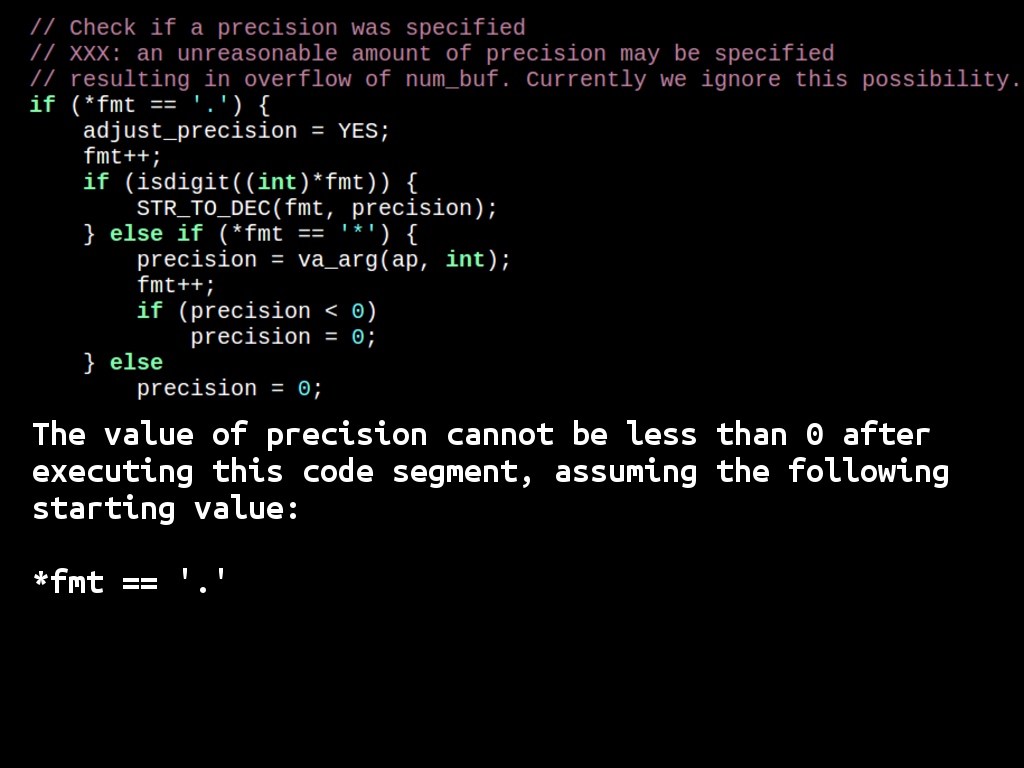 // Check if a precision was specified
// XXX: an unreasonable amount of precision may be specified
// resulting in overflow of num_buf. Currently we ignore this possibility.
if (*fmt == '.') {
    adjust_precision = YES;
    fmt++;
    if (isdigit((int)*fmt)) {
        STR_TO_DEC(fmt, precision);
    } else if (*fmt == '*') {
        precision = va_arg(ap, int);
        fmt++;
        if (precision < 0)
            precision = 0;
    } else
        precision = 0;
The value of precision cannot be less than 0 after
executing this code segment, assuming the following
starting value:
*fmt == '.'